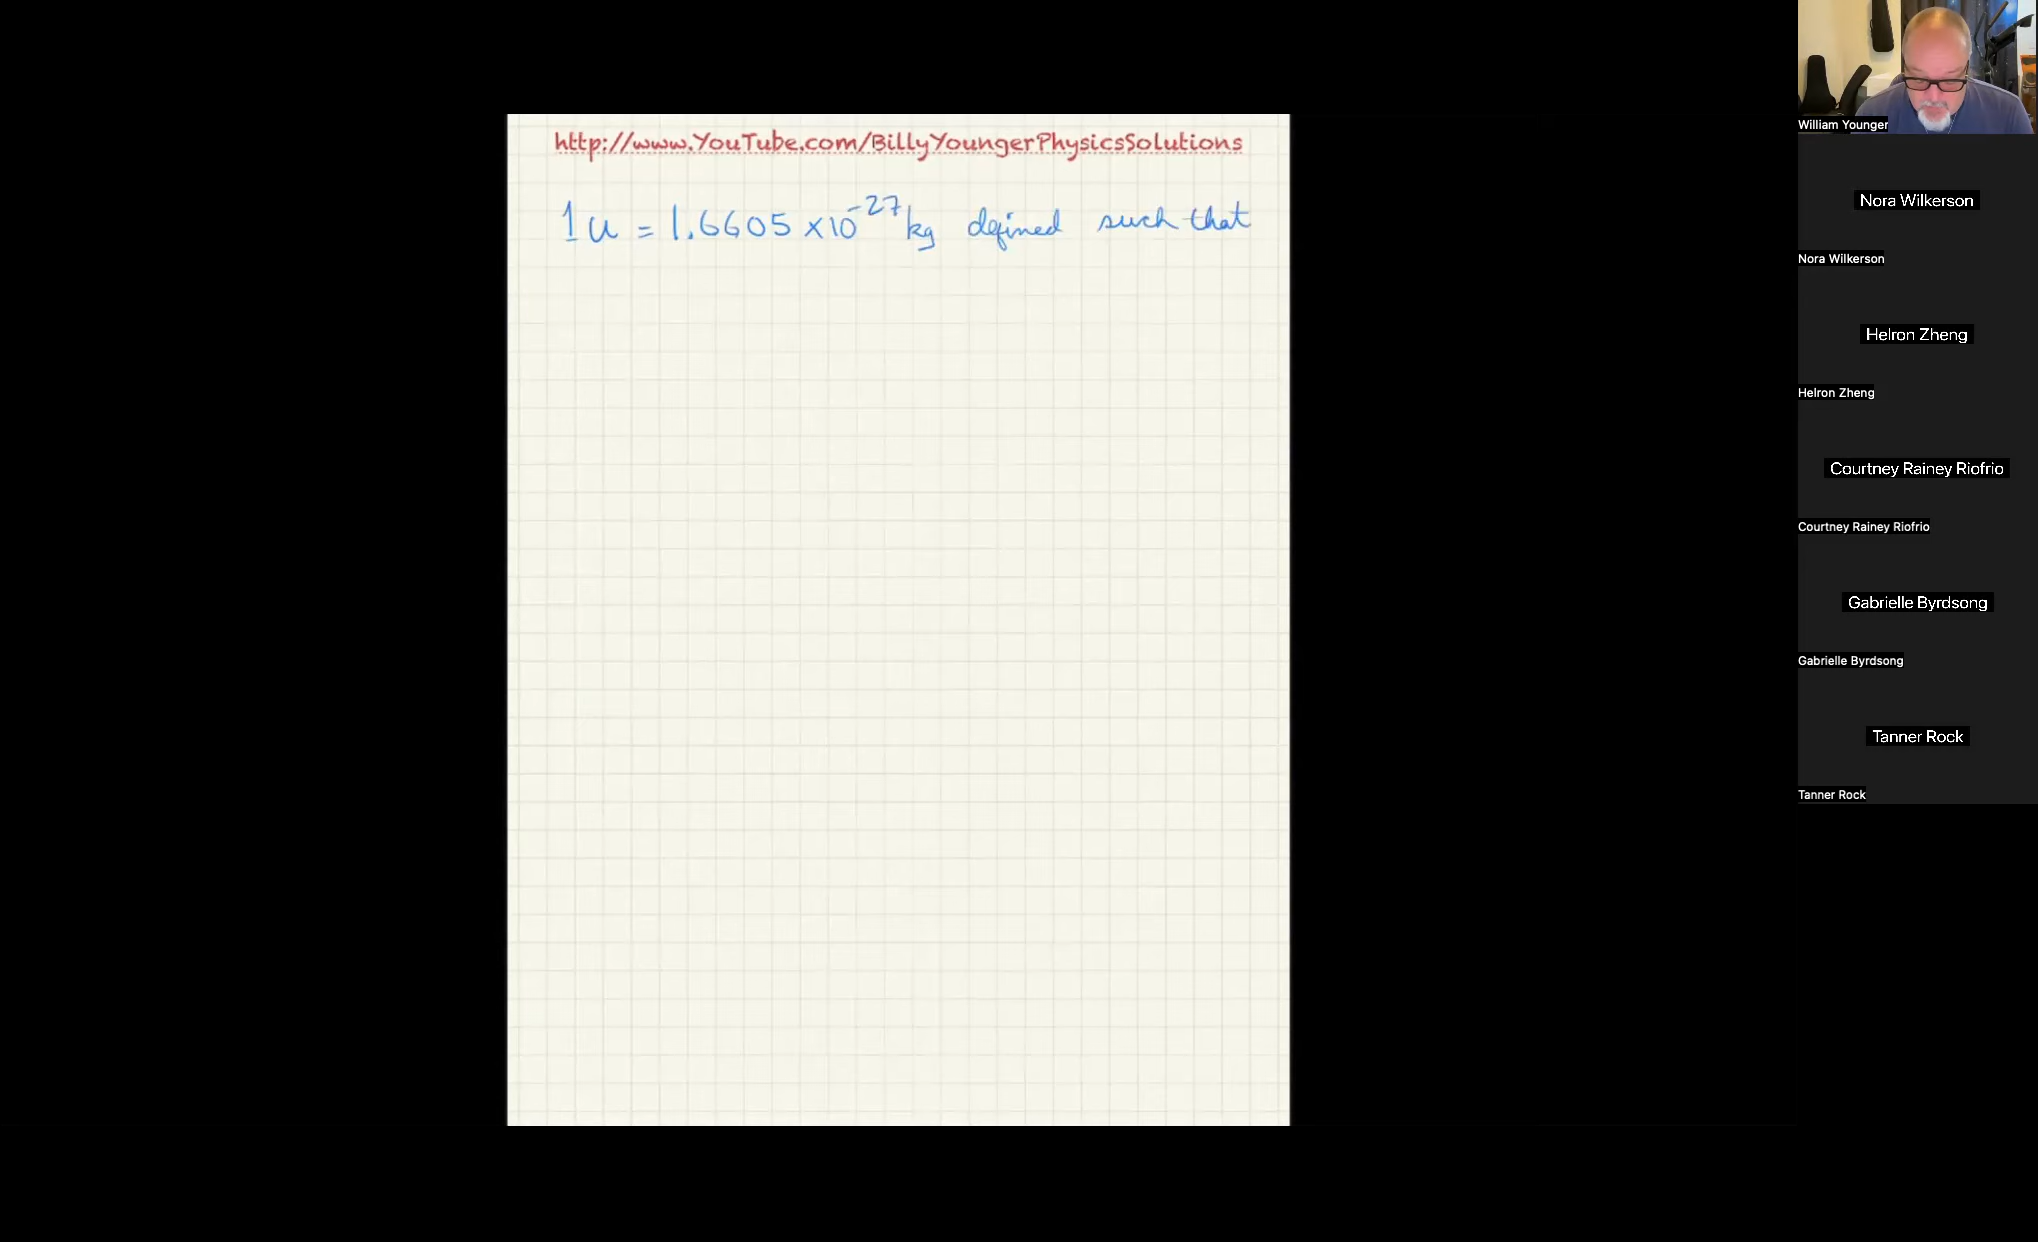 http://www.YouTube.com/BillyYoungerPhysicsSolutions
1 u = 1.6605 ×10⁻²⁷ kg defined such that
William Younger
Nora Wilkerson
Nora Wilkerson
Helron Zheng
Helron Zheng
Courtney Rainey Riofrio
Courtney Rainey Riofrio
Gabrielle Byrdsong
Gabrielle Byrdsong
Tanner Rock
Tanner Rock